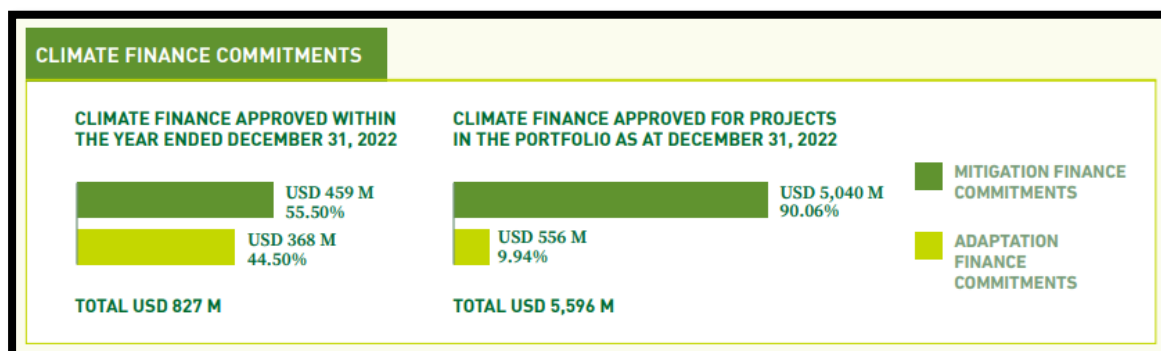 CLIMATE FINANCE COMMITMENTS
CLIMATE FINANCE APPROVED WITHIN
THE YEAR ENDED DECEMBER 31, 2022
USD 459 M
55.50%
USD 368 M
44.50%
TOTAL USD 827 M
CLIMATE FINANCE APPROVED FOR PROJECTS
IN THE PORTFOLIO AS AT DECEMBER 31, 2022
USD 5,040 M
90.06%
USD 556 M
9.94%
TOTAL USD 5,596 M
MITIGATION FINANCE
COMMITMENTS
ADAPTATION
FINANCE
COMMITMENTS